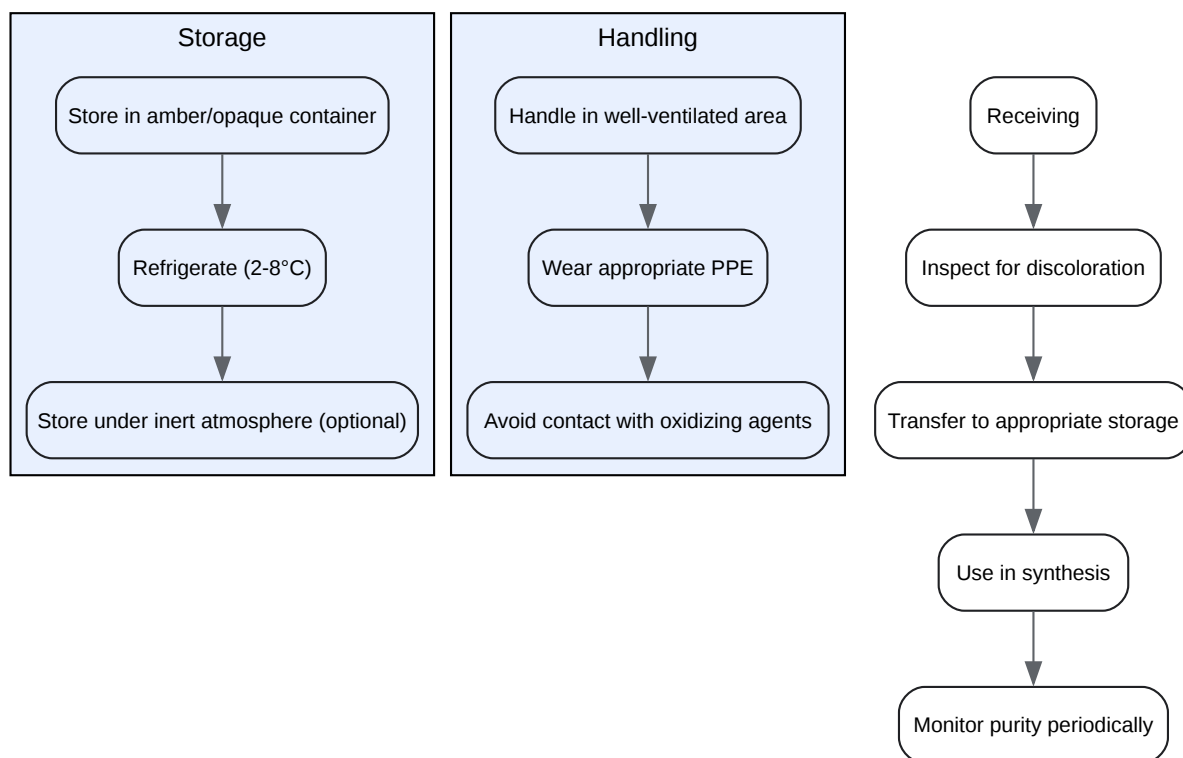 Storage
Store in amber/opaque container
Refrigerate (2-8°C)
Store under inert atmosphere (optional)
Handling
Handle in well-ventilated area
Wear appropriate PPE
Avoid contact with oxidizing agents
Receiving
Inspect for discoloration
Transfer to appropriate storage
Use in synthesis
Monitor purity periodically